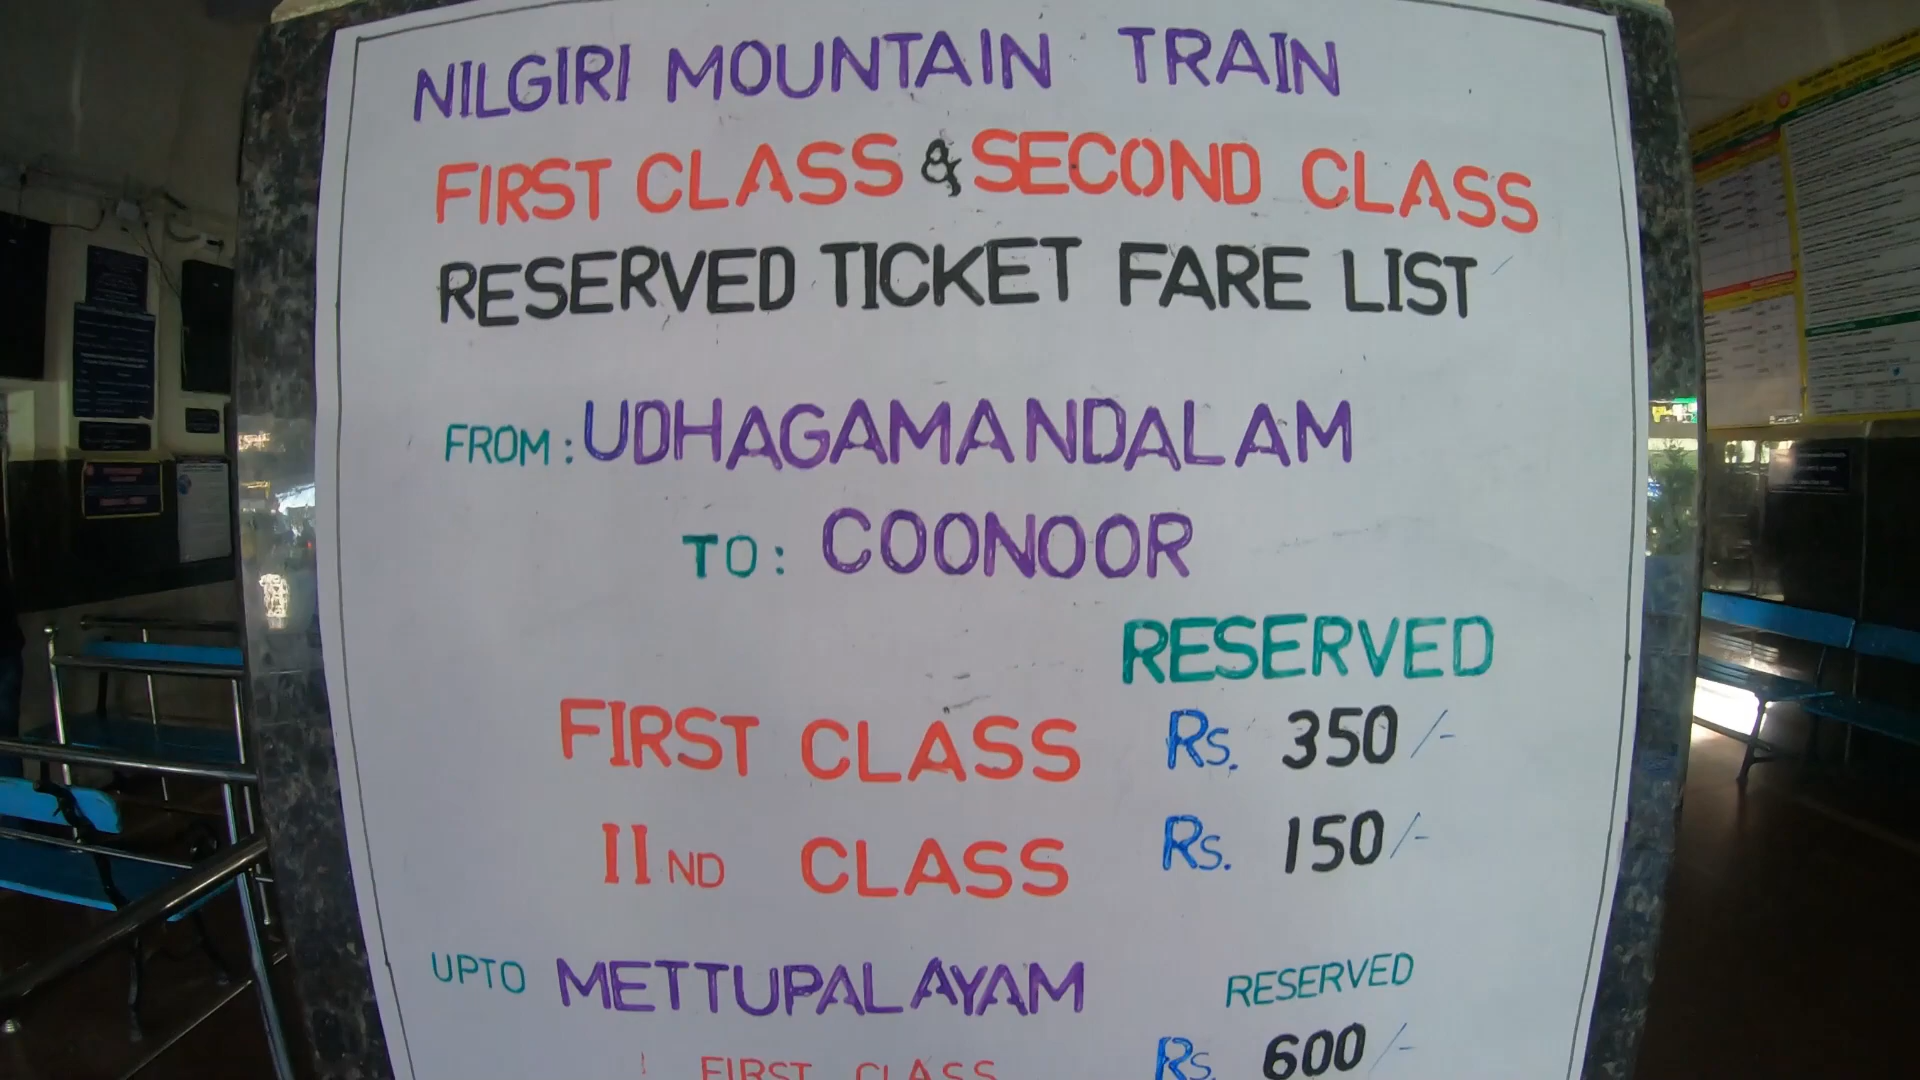 NILGIRI MOUNTAIN TRAIN
FIRST CLASS & SECOND CLASS
RESERVED TICKET FARE LIST
FROM: UDHAGAMANDALAM
TO: COONOOR
RESERVED
FIRST CLASS Rs. 350/-
IIND CLASS Rs. 150/-
UPTO METTUPALAYAM RESERVED
FIRST CLASS Rs. 600/-